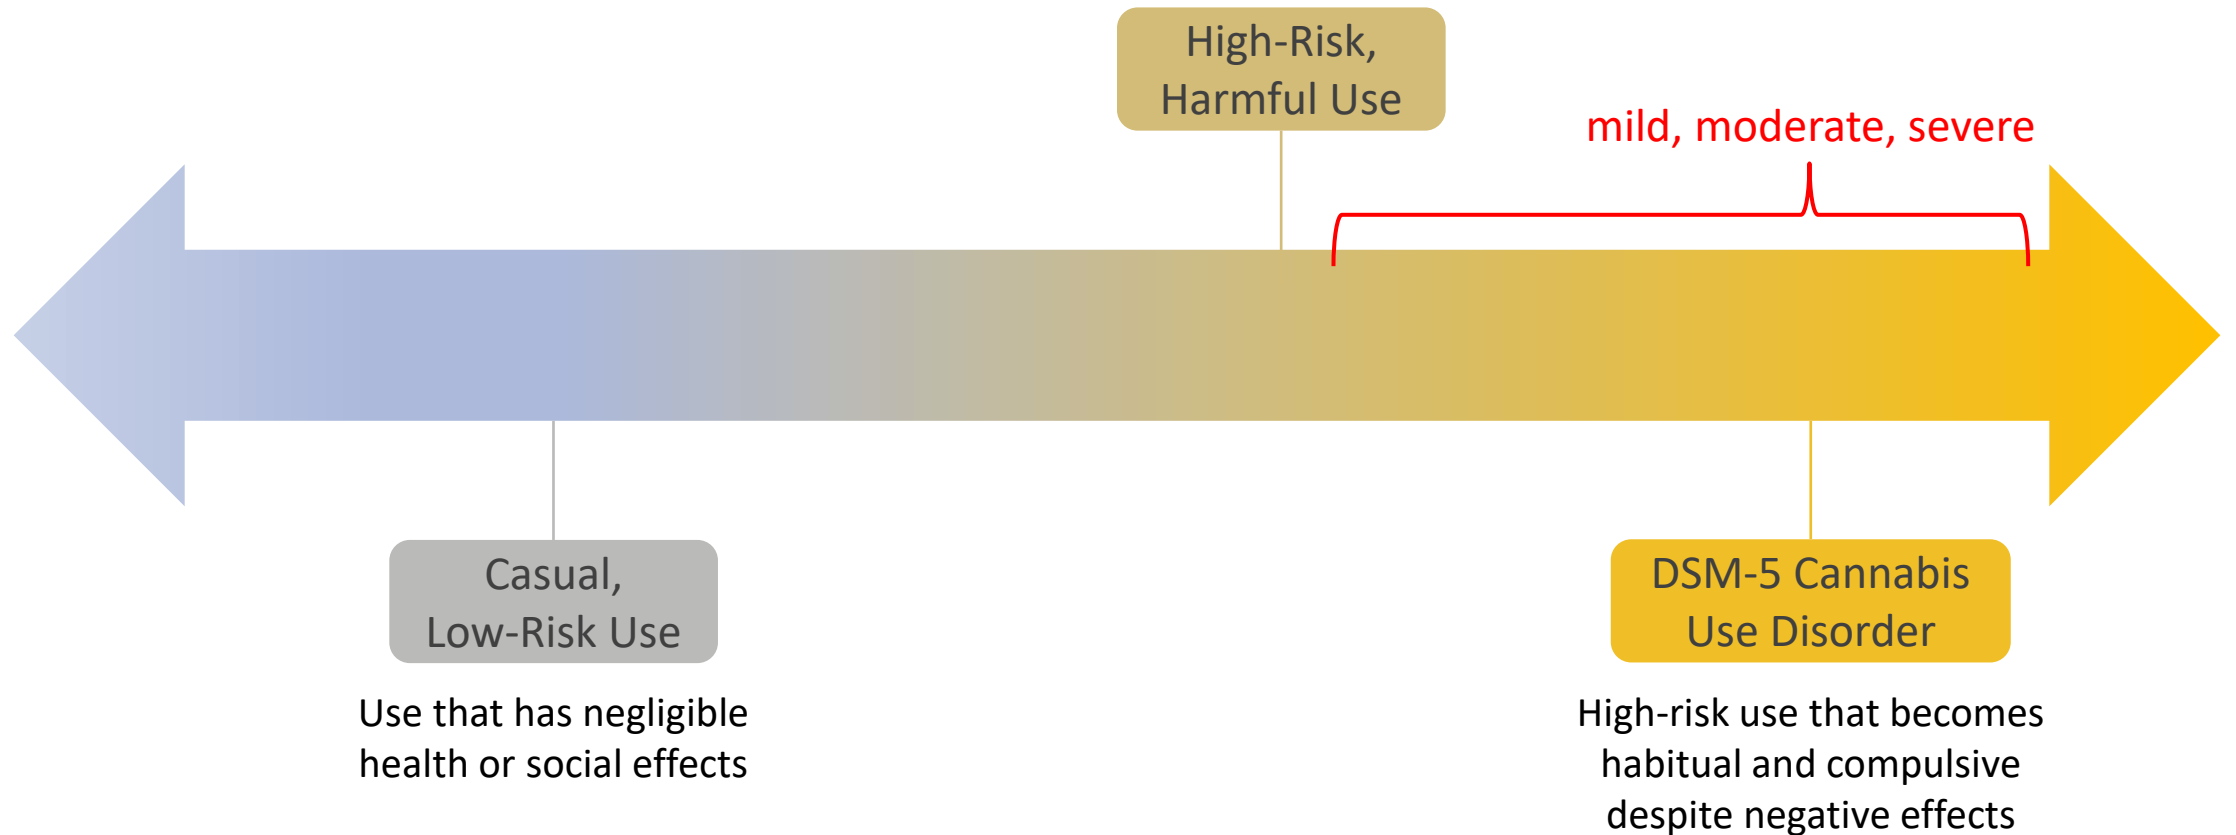 High-Risk,
Harmful Use
mild, moderate, severe
Casual,
Low-Risk Use
Use that has negligible
health or social effects
DSM-5 Cannabis
Use Disorder
High-risk use that becomes
habitual and compulsive
despite negative effects